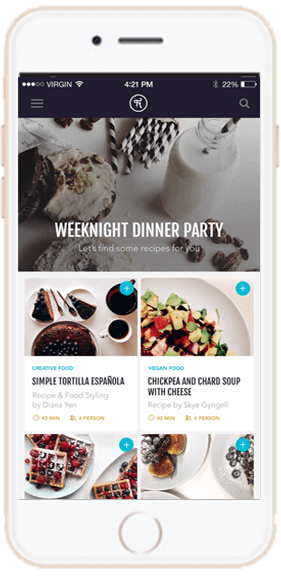 VIRGIN 4:21 PM 22%
WEEKNIGHT DINNER PARTY
Let's find some recipes for you
CREATIVE FOOD
SIMPLE TORTILLA ESPAÑOLA
Recipe & Food Styling
by Diana Yen
43 MIN 4 PERSON
VEGAN FOOD
CHICKPEA AND CHARD SOUP
WITH CHEESE
Recipe by Skye Gyngell
43 MIN 4 PERSON